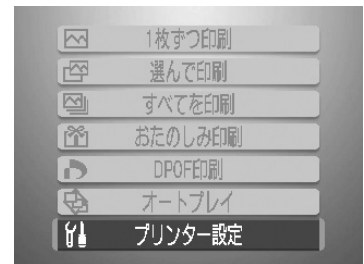 1枚ずつ印刷
選んで印刷
すべてを印刷
おたのしみ印刷
DPOF印刷
オートプレイ
プリンター設定